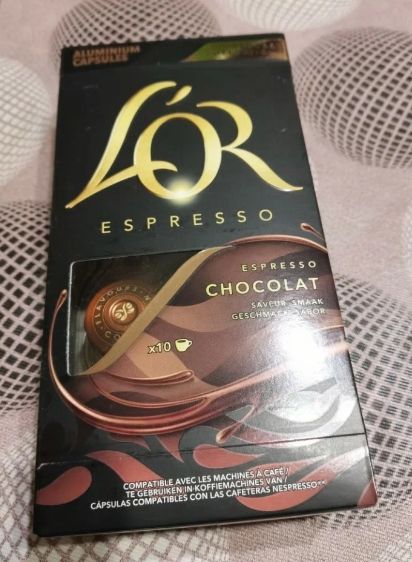 ALUMINIUM
CAPSULES
L'OR
ESPRESSO
ESPRESSO
CHOCOLAT
SAVEUR SMAAK
GESCHMACK SABOR
x10
COMPATIBLE AVEC LES MACHINES À CAFÉ /
TE GEBRUIKEN IN KOFFIEMACHINES VAN /
CÁPSULAS COMPATIBLES CON LAS CAFETERAS NESPRESSO®**